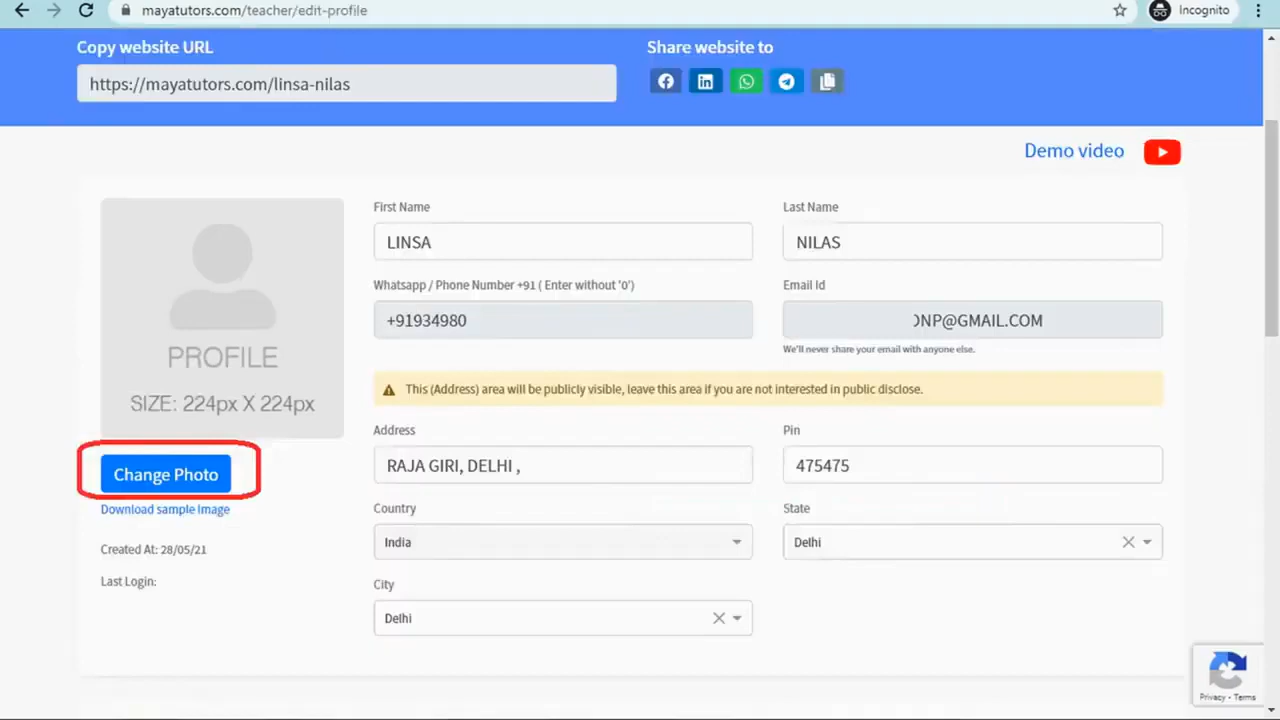 mayatutors.com/teacher/edit-profile
Incognito
Copy website URL
https://mayatutors.com/linsa-nilas
Share website to
Demo video
PROFILE
SIZE: 224px X 224px
Change Photo
Download sample Image
Created At: 28/05/21
Last Login:
First Name
LINSA
Last Name
NILAS
Whatsapp / Phone Number +91 ( Enter without '0')
+91934980
Email Id
NP@GMAIL.COM
We'll never share your email with anyone else.
This (Address) area will be publicly visible, leave this area if you are not interested in public disclose.
Address
RAJA GIRI, DELHI ,
Pin
475475
Country
India
State
Delhi
City
Delhi
Privacy - Terms